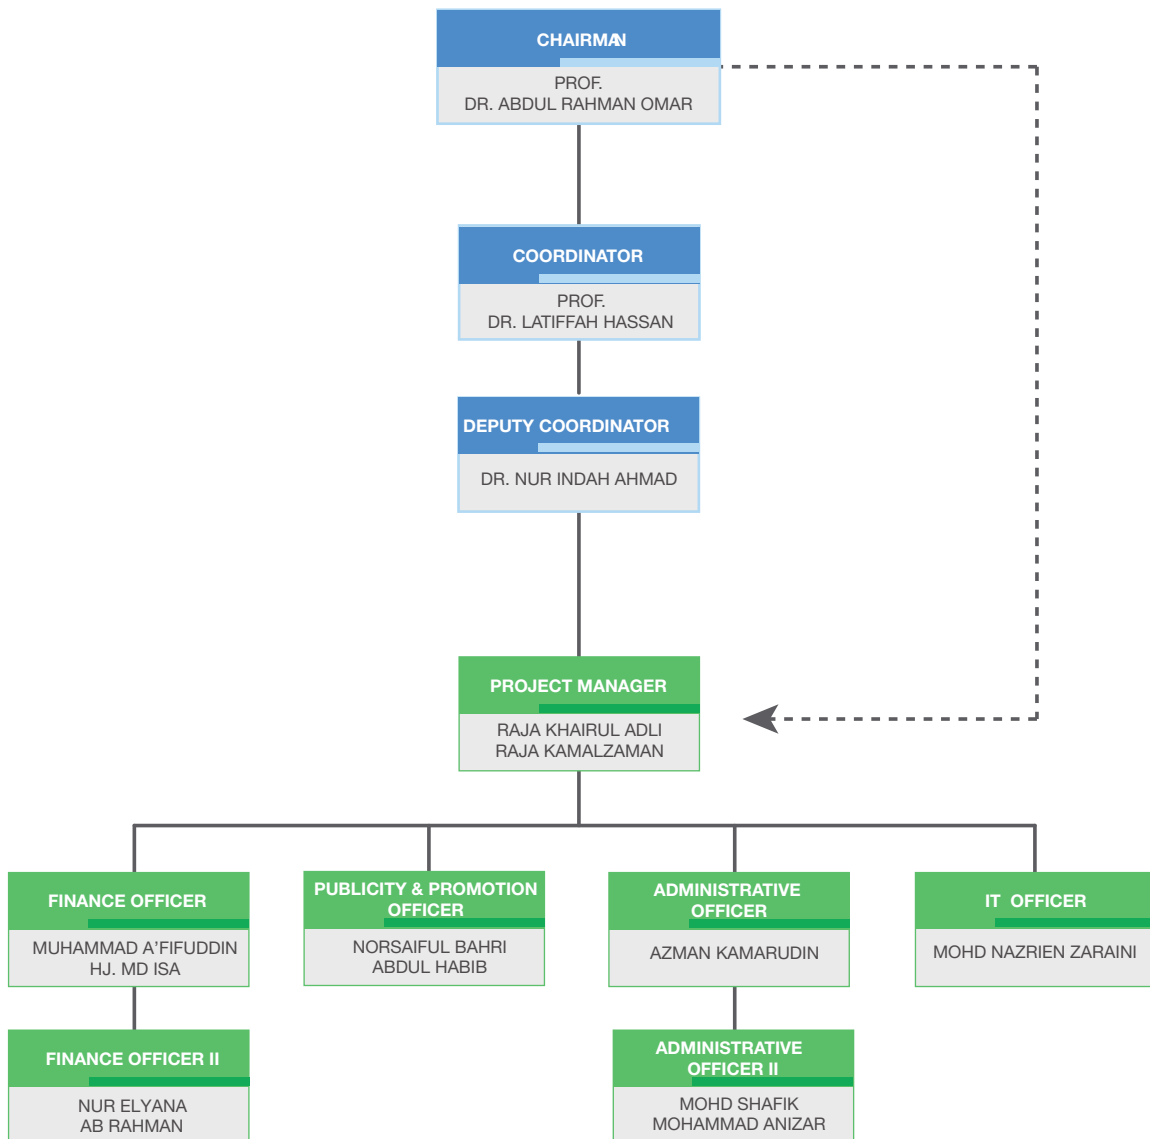 CHAIRMAN
PROF.
DR. ABDUL RAHMAN OMAR
COORDINATOR
PROF.
DR. LATIFFAH HASSAN
DEPUTY COORDINATOR
DR. NUR INDAH AHMAD
PROJECT MANAGER
RAJA KHAIRUL ADLI
RAJA KAMALZAMAN
FINANCE OFFICER
MUHAMMAD A'FIFUDDIN
HJ. MD ISA
PUBLICITY & PROMOTION
OFFICER
NORSAIFUL BAHRI
ABDUL HABIB
ADMINISTRATIVE
OFFICER
AZMAN KAMARUDIN
IT OFFICER
MOHD NAZRIEN ZARAINI
FINANCE OFFICER II
NUR ELYANA
AB RAHMAN
ADMINISTRATIVE
OFFICER II
MOHD SHAFIK
MOHAMMAD ANIZAR